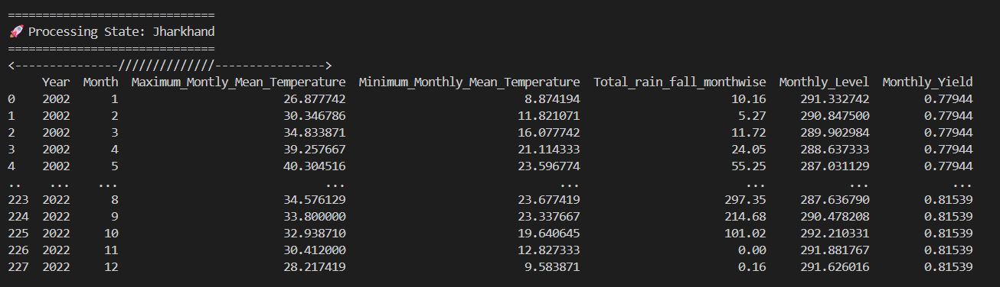 ==============================
🚀 Processing State: Jharkhand
==============================
<---------------//////////////---------------->
     Year  Month  Maximum_Montly_Mean_Temperature  Minimum_Monthly_Mean_Temperature  Total_rain_fall_monthwise  Monthly_Level  Monthly_Yield
0    2002      1                        26.877742                          8.874194                      10.16     291.332742        0.77944
1    2002      2                        30.346786                         11.821071                       5.27     290.847500        0.77944
2    2002      3                        34.833871                         16.077742                      11.72     289.902984        0.77944
3    2002      4                        39.257667                         21.114333                      24.05     288.637333        0.77944
4    2002      5                        40.304516                         23.596774                      55.25     287.031129        0.77944
..    ...    ...                              ...                               ...                        ...            ...            ...
223  2022      8                        34.576129                         23.677419                     297.35     287.636790        0.81539
224  2022      9                        33.800000                         23.337667                     214.68     290.478208        0.81539
225  2022     10                        32.938710                         19.640645                     101.02     292.210331        0.81539
226  2022     11                        30.412000                         12.827333                       0.00     291.881767        0.81539
227  2022     12                        28.217419                          9.583871                       0.16     291.626016        0.81539